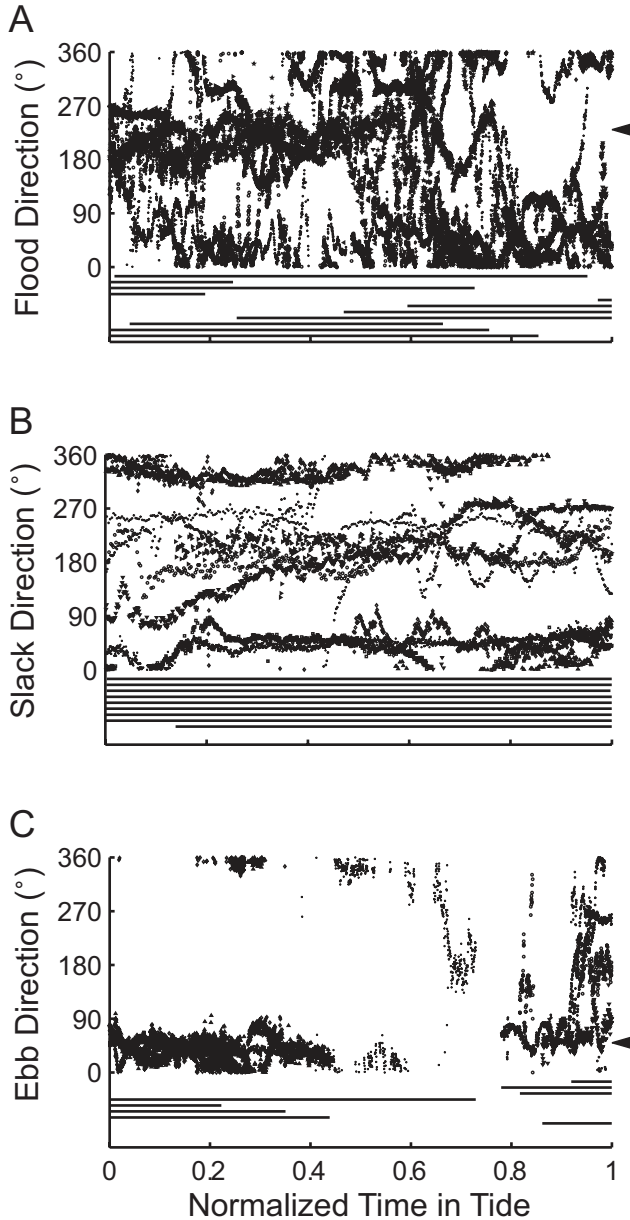 A
Flood Direction (°)
360
270
180
90
0
B
Slack Direction (°)
360
270
180
90
0
C
Ebb Direction (°)
360
270
180
90
0
0 0.2 0.4 0.6 0.8 1
Normalized Time in Tide